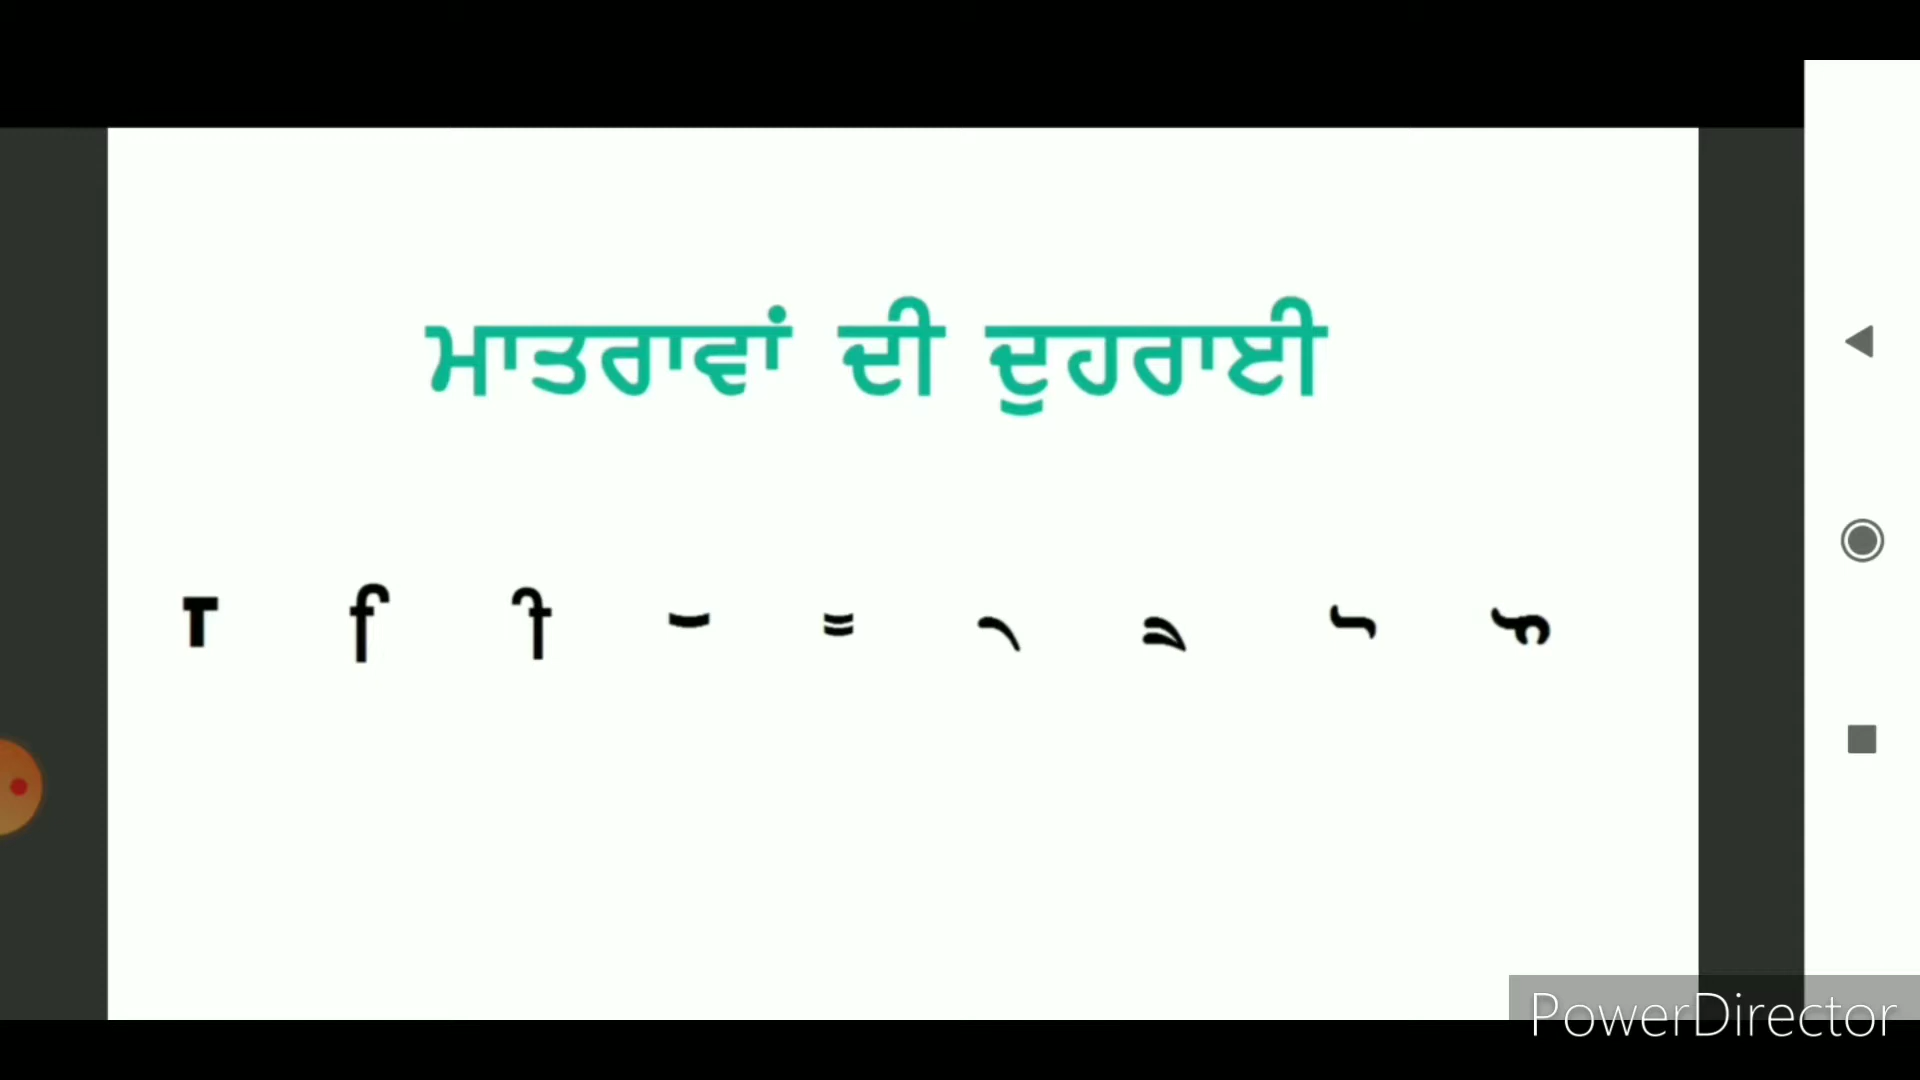 ਮਾਤਰਾਵਾਂ ਦੀ ਦੁਹਰਾਈ
ਾ ਿ ੀ ੁ ੂ ੇ ੈ ੋ ੌ
PowerDirector